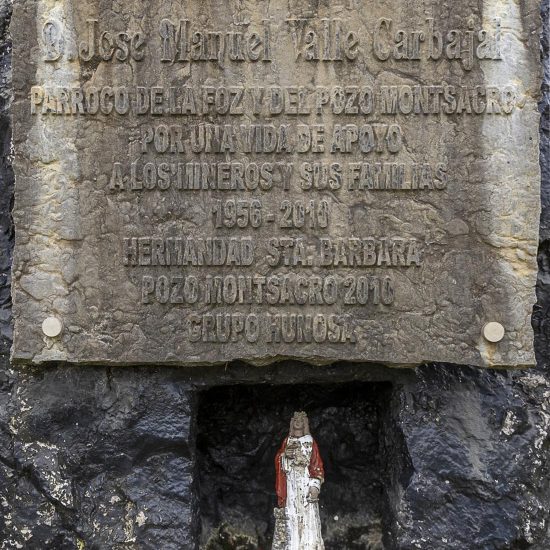 D. Jose Manuel Valle Carbajal
PARROCO DE LA FOZ Y DEL POZO MONTSACRO
POR UNA VIDA DE APOYO
A LOS MINEROS Y SUS FAMILIAS
1956 - 2010
HERMANDAD STA. BARBARA
POZO MONTSACRO 2010
GRUPO HUNOSA